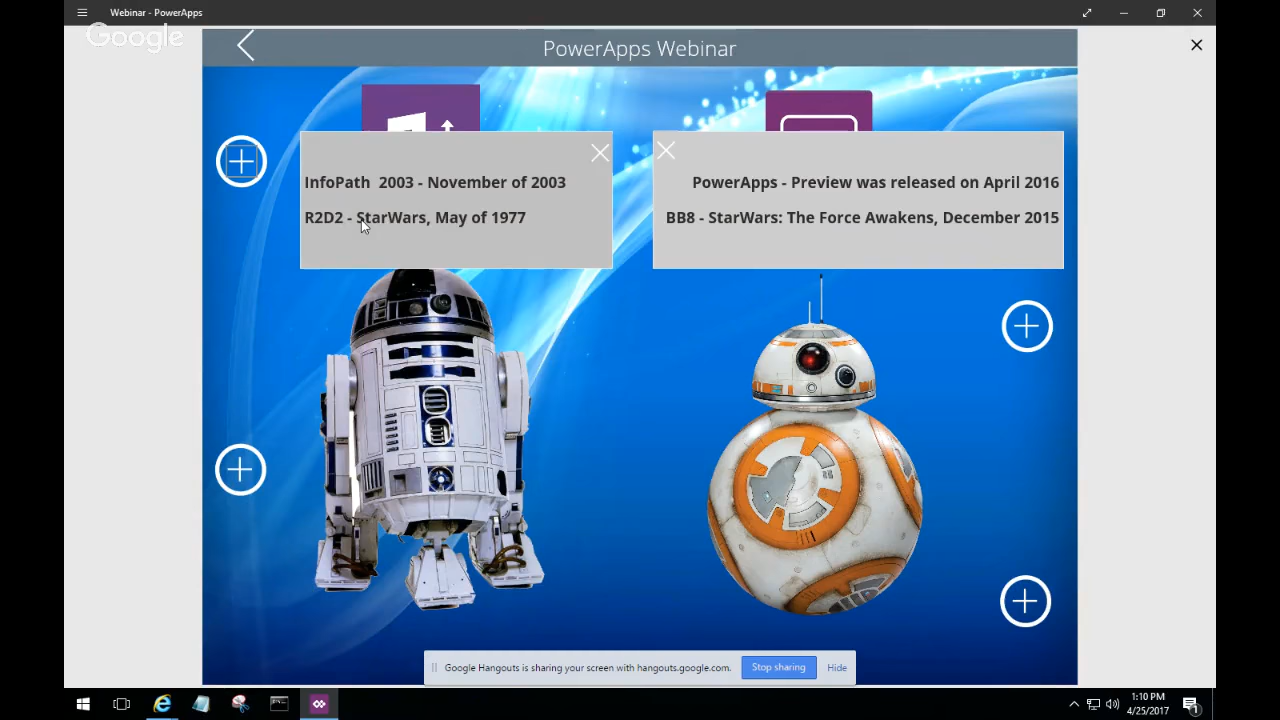 Webinar - PowerApps
Google
PowerApps Webinar
InfoPath 2003 - November of 2003
R2D2 - StarWars, May of 1977
PowerApps - Preview was released on April 2016
BB8 - StarWars: The Force Awakens, December 2015
Google Hangouts is sharing your screen with hangouts.google.com.
Stop sharing
Hide
1:10 PM
4/25/2017
1